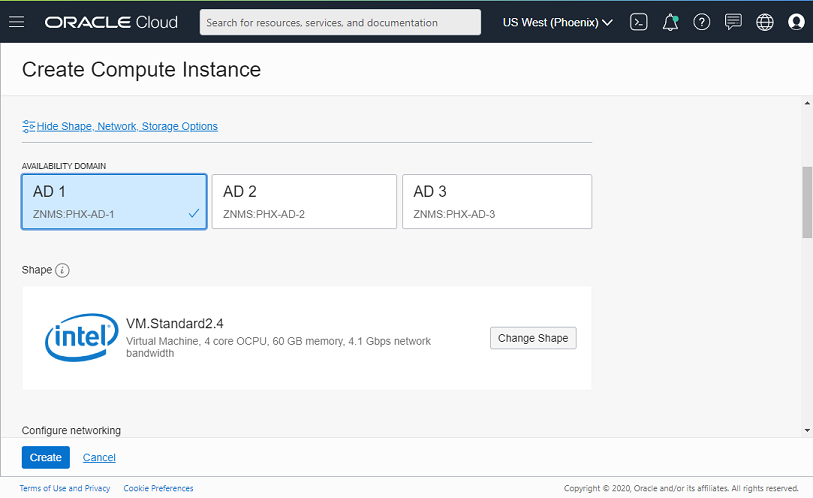 ORACLE Cloud
Search for resources, services, and documentation
US West (Phoenix)
Create Compute Instance
Hide Shape, Network, Storage Options
AVAILABILITY DOMAIN
AD 1
ZNMS:PHX-AD-1
AD 2
ZNMS:PHX-AD-2
AD 3
ZNMS:PHX-AD-3
Shape
intel
VM.Standard2.4
Virtual Machine, 4 core OCPU, 60 GB memory, 4.1 Gbps network
bandwidth
Change Shape
Configure networking
Create
Cancel
Terms of Use and Privacy
Cookie Preferences
Copyright © 2020, Oracle and/or its affiliates. All rights reserved.